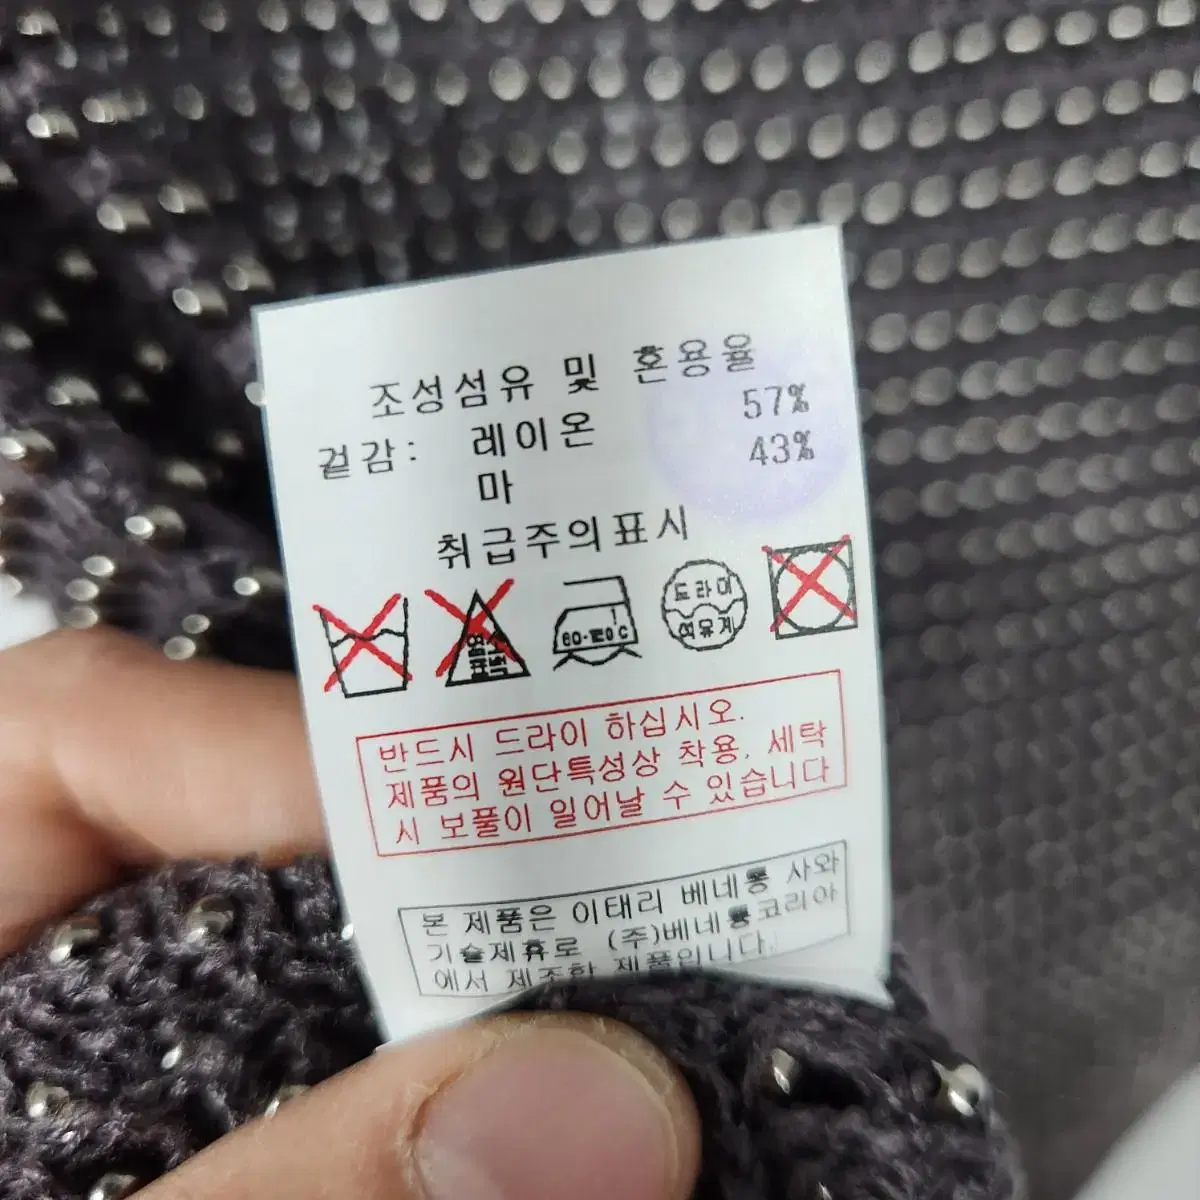 조성섬유 및 혼용율
겉감: 레이온 57%
마 43%
취급주의표시
염소
표백
60-120℃
드라이
석유계
반드시 드라이 하십시오.
제품의 원단특성상 착용, 세탁
시 보풀이 일어날 수 있습니다
본 제품은 이태리 베네통 사와
기술제휴로 (주)베네통코리아
에서 제조한 제품입니다.